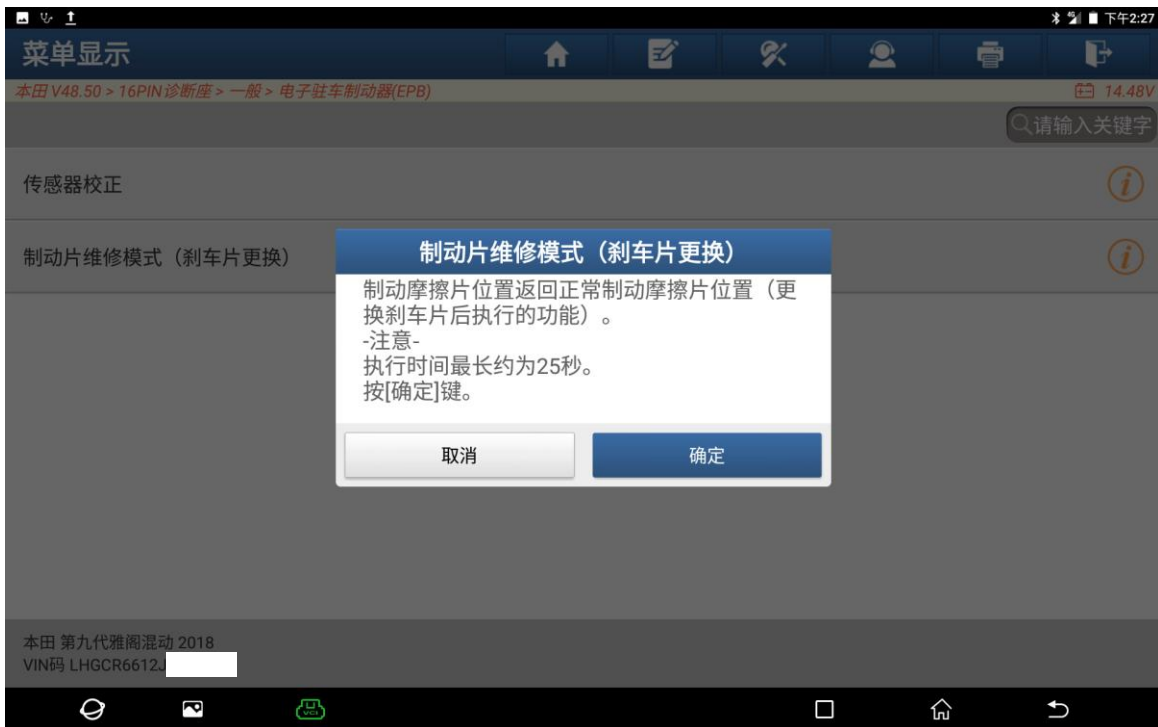 下午2:27
菜单显示
本田 V48.50 > 16PIN诊断座 > 一般 > 电子驻车制动器(EPB)
14.48V
请输入关键字
传感器校正
制动片维修模式（刹车片更换）
制动片维修模式（刹车片更换）
制动摩擦片位置返回正常制动摩擦片位置（更
换刹车片后执行的功能）。
-注意-
执行时间最长约为25秒。
按[确定]键。
取消
确定
本田 第九代雅阁混动 2018
VIN码 LHGCR6612J
VCI